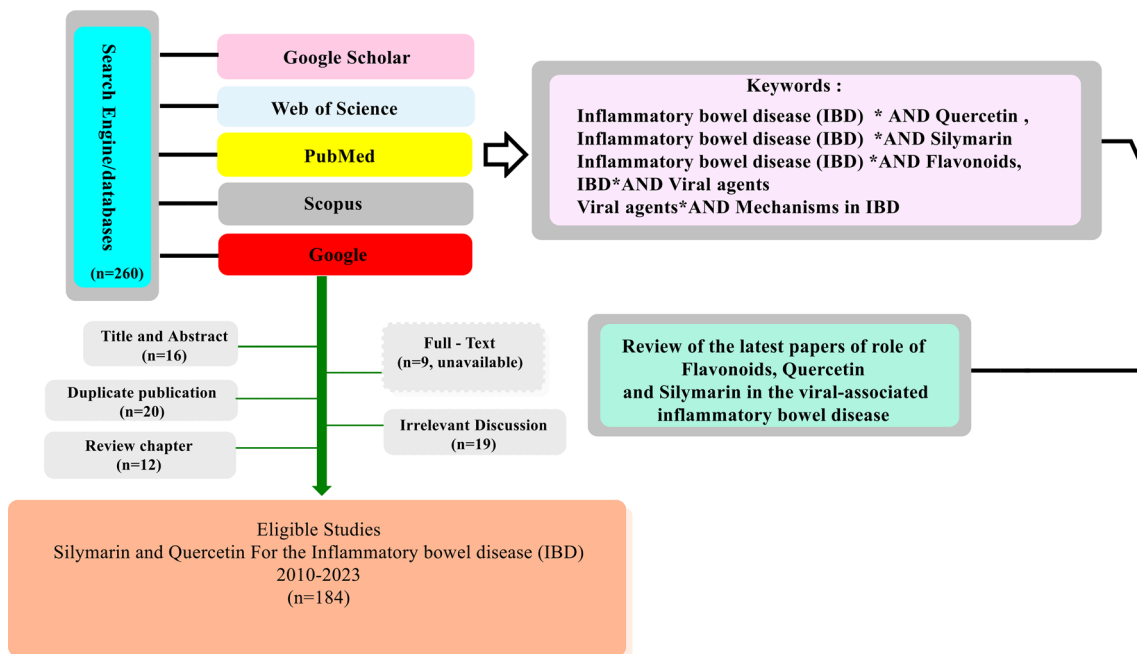 Search Engine/databases
(n=260)
Google Scholar
Web of Science
PubMed
Scopus
Google
Keywords :
Inflammatory bowel disease (IBD) * AND Quercetin ,
Inflammatory bowel disease (IBD) *AND Silymarin
Inflammatory bowel disease (IBD) *AND Flavonoids,
IBD*AND Viral agents
Viral agents*AND Mechanisms in IBD
Title and Abstract
(n=16)
Full - Text
(n=9, unavailable)
Duplicate publication
(n=20)
Irrelevant Discussion
(n=19)
Review chapter
(n=12)
Review of the latest papers of role of
Flavonoids, Quercetin
and Silymarin in the viral-associated
inflammatory bowel disease
Eligible Studies
Silymarin and Quercetin For the Inflammatory bowel disease (IBD)
2010-2023
(n=184)